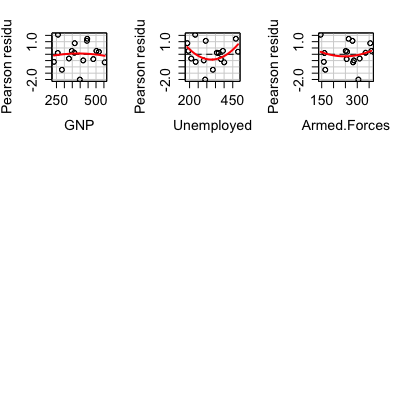 Pearson residu
1.0
-2.0
250 500
GNP
Pearson residu
1.0
-2.0
200 450
Unemployed
Pearson residu
1.0
-2.0
150 300
Armed.Forces